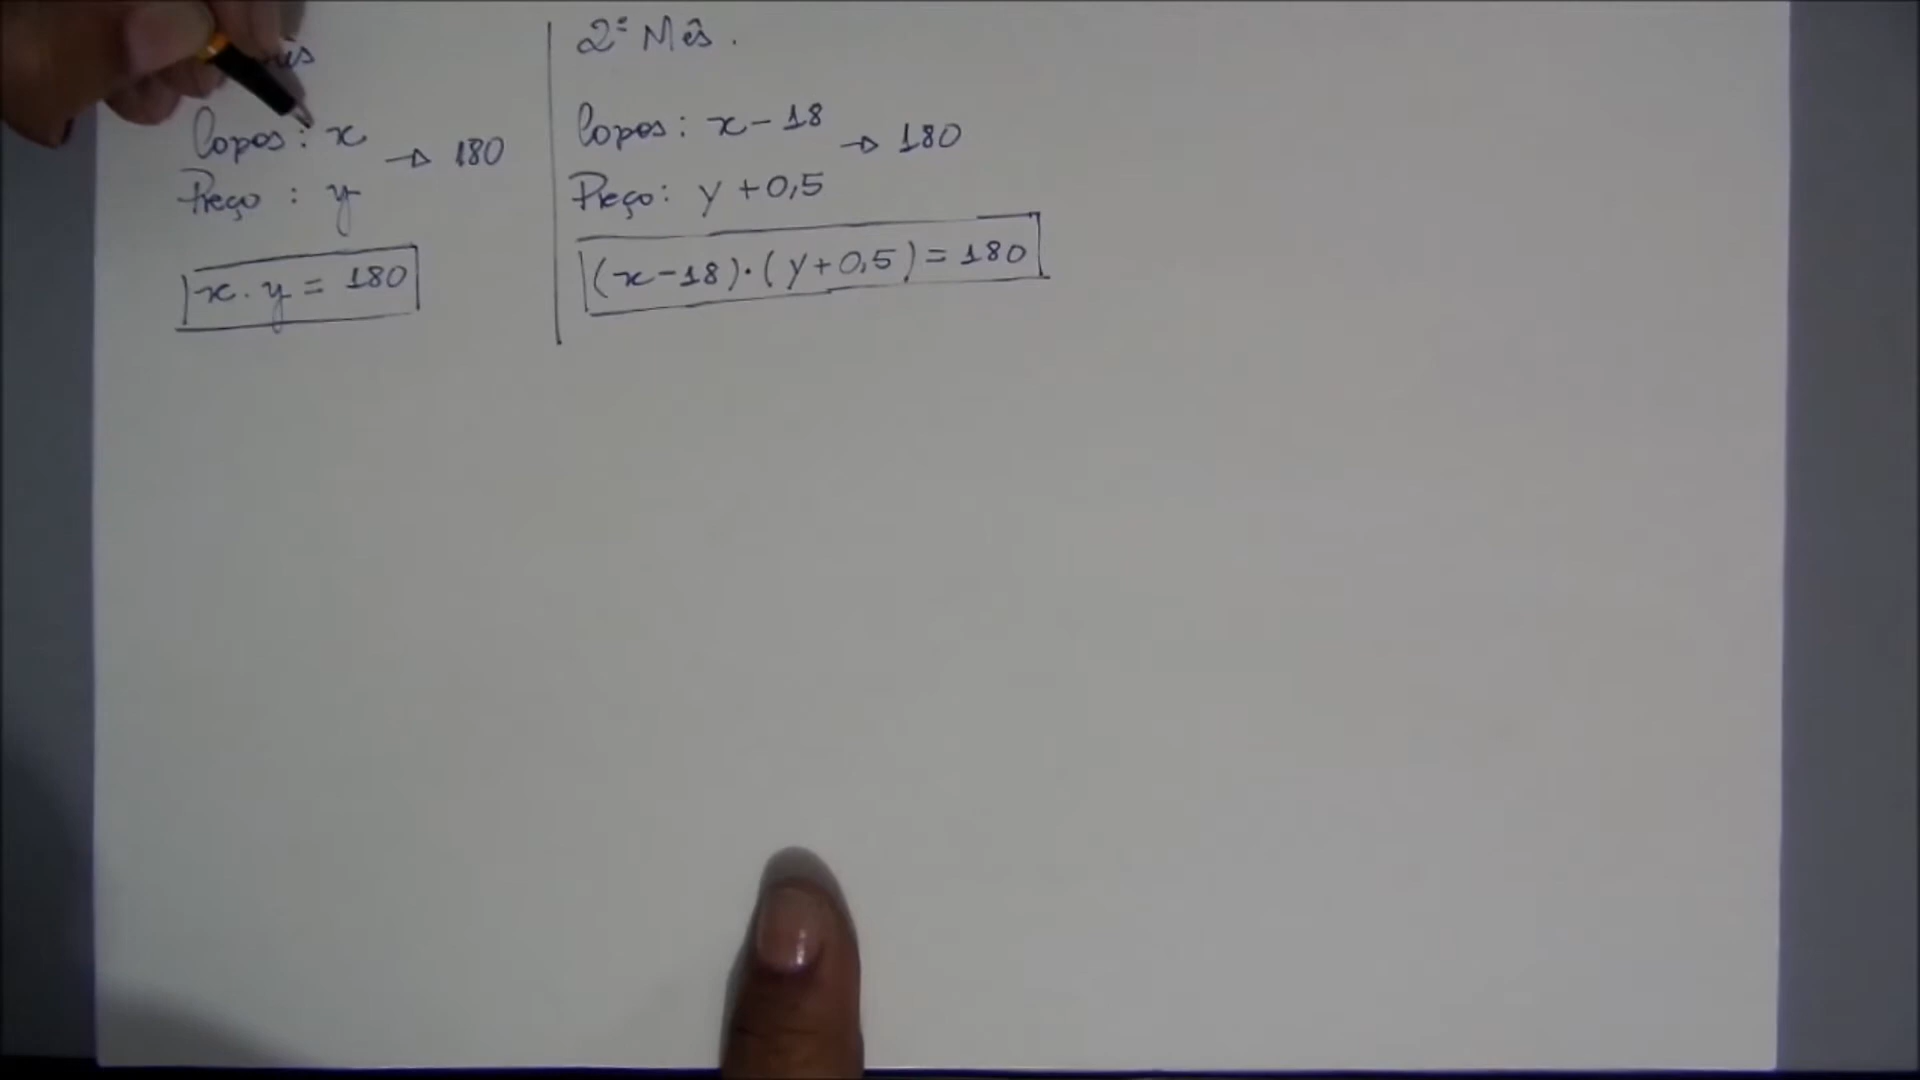 Copos: x → 180
Preço: y
x . y = 180
2º Mês.
Copos: x - 18 → 180
Preço: y + 0,5
(x - 18) . (y + 0,5) = 180